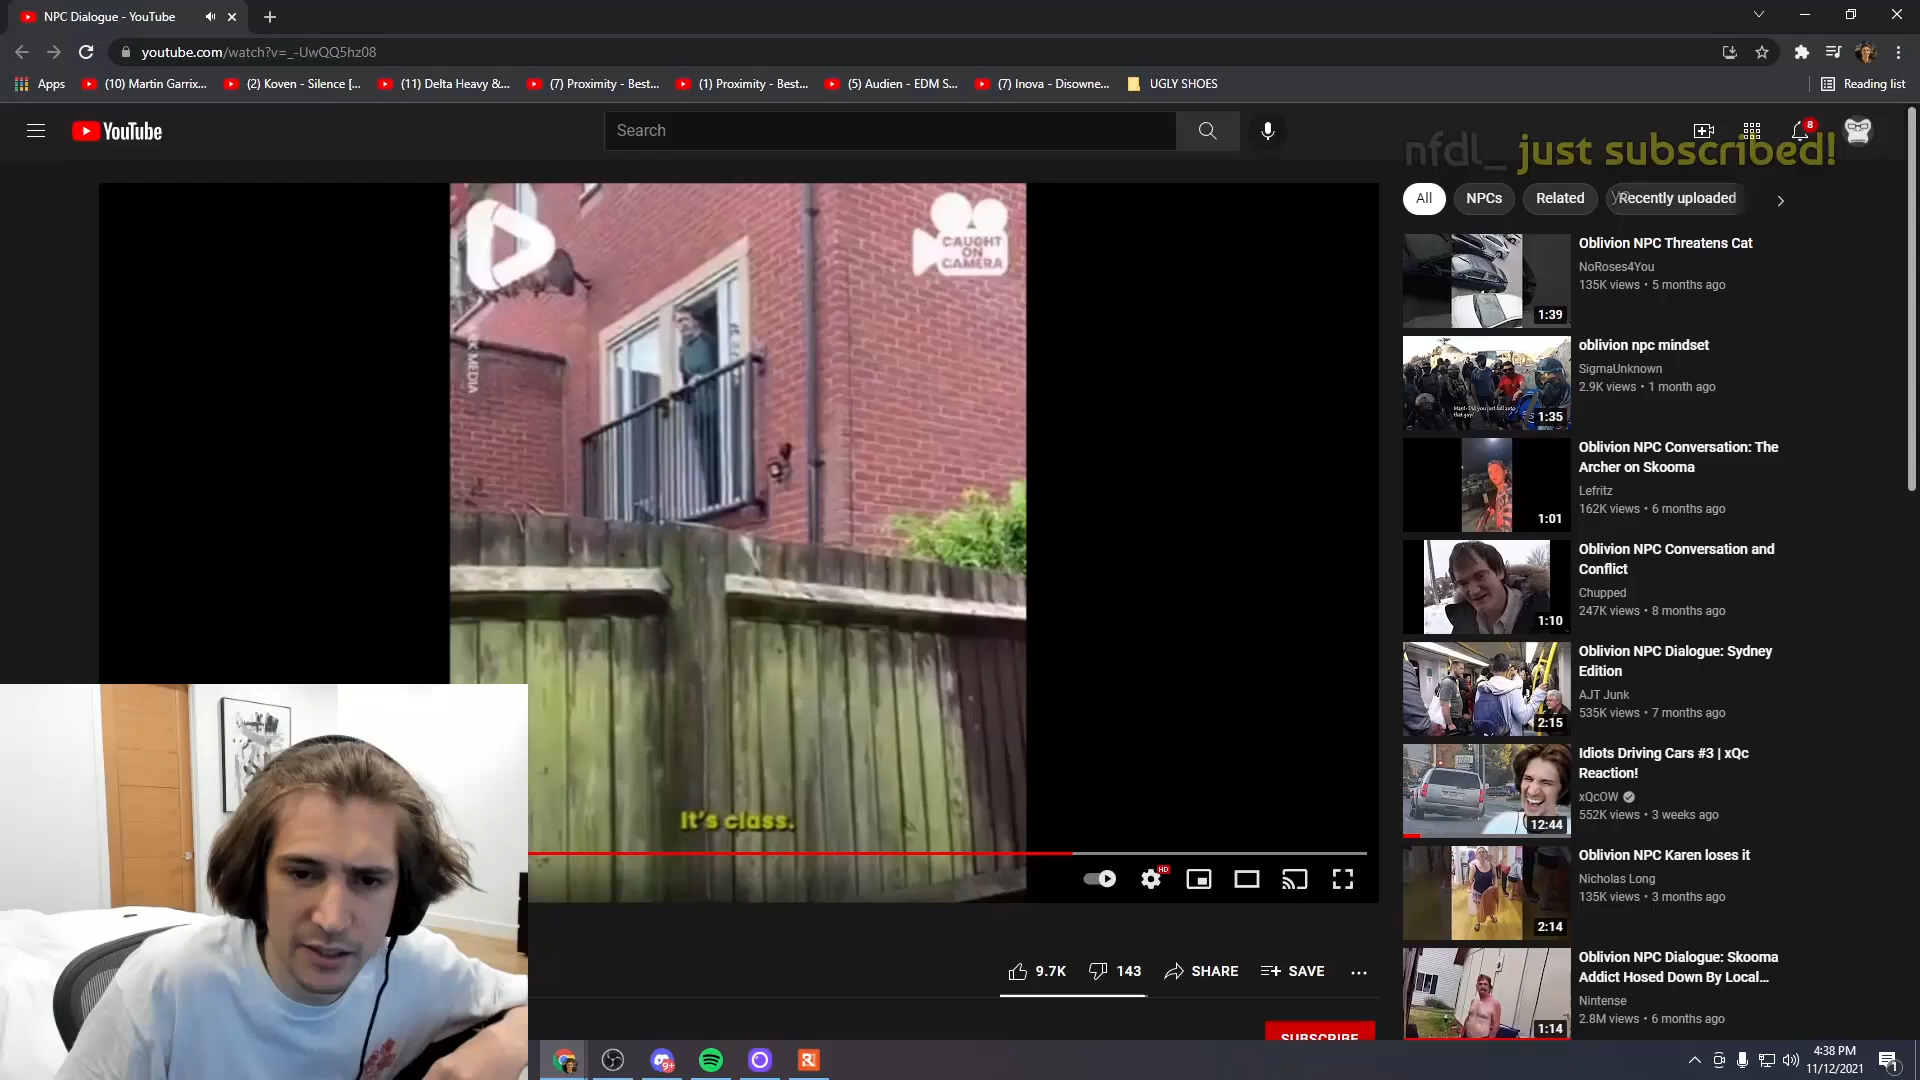 NPC Dialogue - YouTube
youtube.com/watch?v=_-UwQQ5hz08
Apps
(10) Martin Garrix...
(2) Koven - Silence [...
(11) Delta Heavy &...
(7) Proximity - Best...
(1) Proximity - Best...
(5) Audien - EDM S...
(7) Inova - Disowne...
UGLY SHOES
Reading list
YouTube
Search
8
nfdl_ just subscribed!
All
NPCs
Related
Recently uploaded
CAUGHT
ON
CAMERA
MEDIA
It's class.
HD
9.7K
143
SHARE
SAVE
SUBSCRIBE
Oblivion NPC Threatens Cat
NoRoses4You
135K views • 5 months ago
1:39
oblivion npc mindset
SigmaUnknown
2.9K views • 1 month ago
1:35
Oblivion NPC Conversation: The
Archer on Skooma
Lefritz
162K views • 6 months ago
1:01
Oblivion NPC Conversation and
Conflict
Chupped
247K views • 8 months ago
1:10
Oblivion NPC Dialogue: Sydney
Edition
AJT Junk
535K views • 7 months ago
2:15
Idiots Driving Cars #3 | xQc
Reaction!
xQcOW
552K views • 3 weeks ago
12:44
Oblivion NPC Karen loses it
Nicholas Long
135K views • 3 months ago
2:14
Oblivion NPC Dialogue: Skooma
Addict Hosed Down By Local...
Nintense
2.8M views • 6 months ago
1:14
9+
4:38 PM
11/12/2021
1